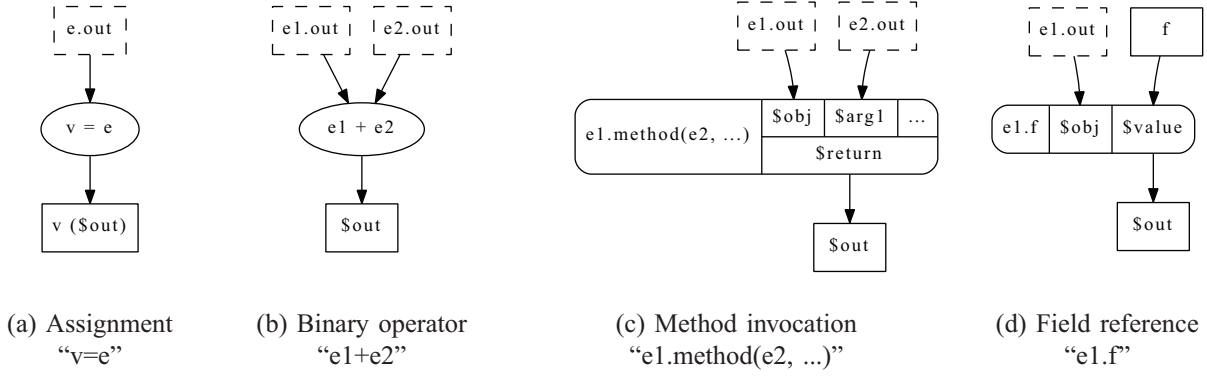 e.out
v = e
v ($out)
(a) Assignment
“v=e”
e1.out
e2.out
e1 + e2
$out
(b) Binary operator
“e1+e2”
e1.out
e2.out
e1.method(e2, ...)
$obj
$arg1
...
$return
$out
(c) Method invocation
“e1.method(e2, ...)”
e1.out
f
e1.f
$obj
$value
$out
(d) Field reference
“e1.f”